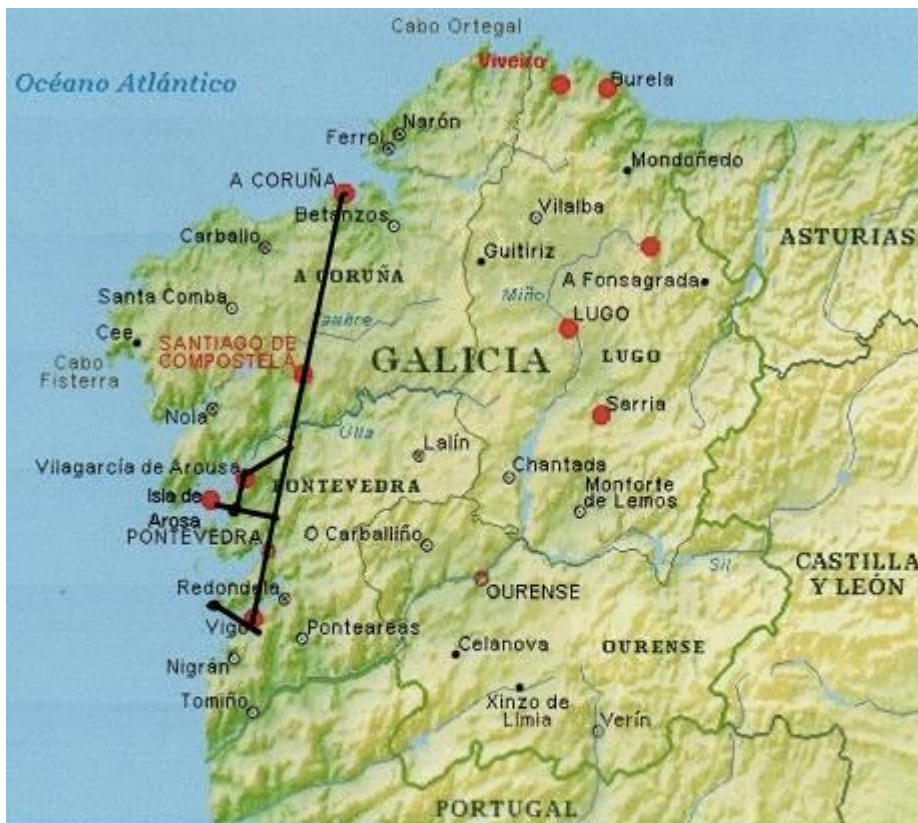 Cabo Ortegal
Océano Atlántico
Viveiro
Burela
Narón
Ferrol
Mondoñedo
A CORUÑA
Betanzos
Vilalba
Carballo
Guitiriz
ASTURIAS
A CORUÑA
A Fonsagrada
Santa Comba
Miño
LUGO
Cee
SANTIAGO DE
COMPOSTELA
GALICIA
LUGO
Cabo
Fisterra
Noia
Sarria
Ulla
Lalín
Vilagarcía de Arousa
PONTEVEDRA
Chantada
Isla de
Arosa
Monforte
de Lemos
PONTEVEDRA
O Carballiño
Sil
CASTILLA
Y LEÓN
Redondela
OURENSE
Vigo
Ponteareas
Celanova
OURENSE
Nigrán
Tomiño
Xinzo de
Limia
Verín
PORTUGAL